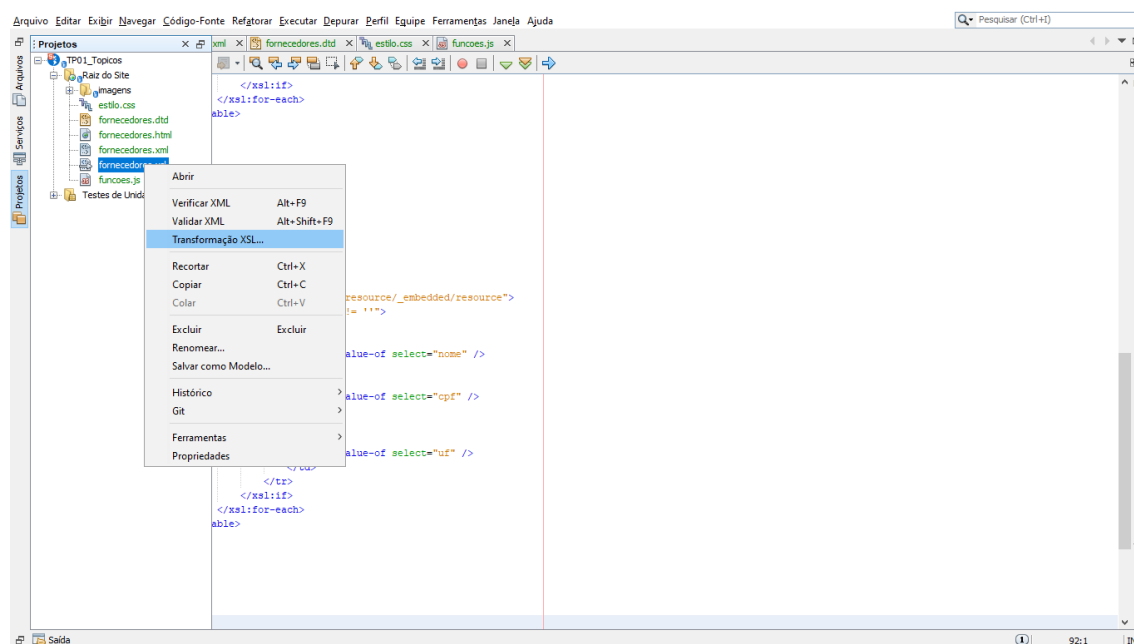 Arquivo Editar Exibir Navegar Código-Fonte Refatorar Executar Depurar Perfil Equipe Ferramentas Janela Ajuda
Pesquisar (Ctrl+I)
Projetos
xml
fornecedores.dtd
estilo.css
funcoes.js
Arquivos
Serviços
Projetos
TP01_Topicos
Raiz do Site
imagens
estilo.css
fornecedores.dtd
fornecedores.html
fornecedores.xml
funcoes.js
Testes de Unida
Abrir
Verificar XML Alt+F9
Validar XML Alt+Shift+F9
Transformação XSL...
Recortar Ctrl+X
Copiar Ctrl+C
Colar Ctrl+V
Excluir Excluir
Renomear...
Salvar como Modelo...
Histórico
Git
Ferramentas
Propriedades
</xsl:if>
</xsl:for-each>
able>
resource/_embedded/resource">
!= ''">
alue-of select="nome" />
alue-of select="cpf" />
alue-of select="uf" />
</td>
</tr>
</xsl:if>
</xsl:for-each>
able>
Saída
1
92:1